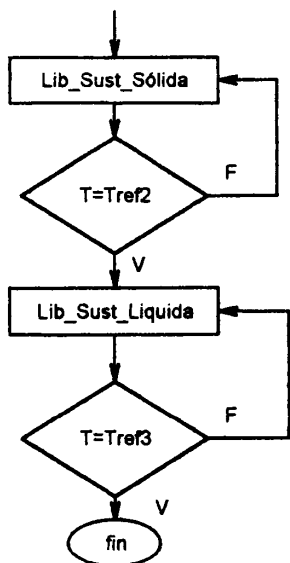 Lib_Sust_Sólida
T=Tref2
F
V
Lib_Sust_Liquida
T=Tref3
F
V
fin